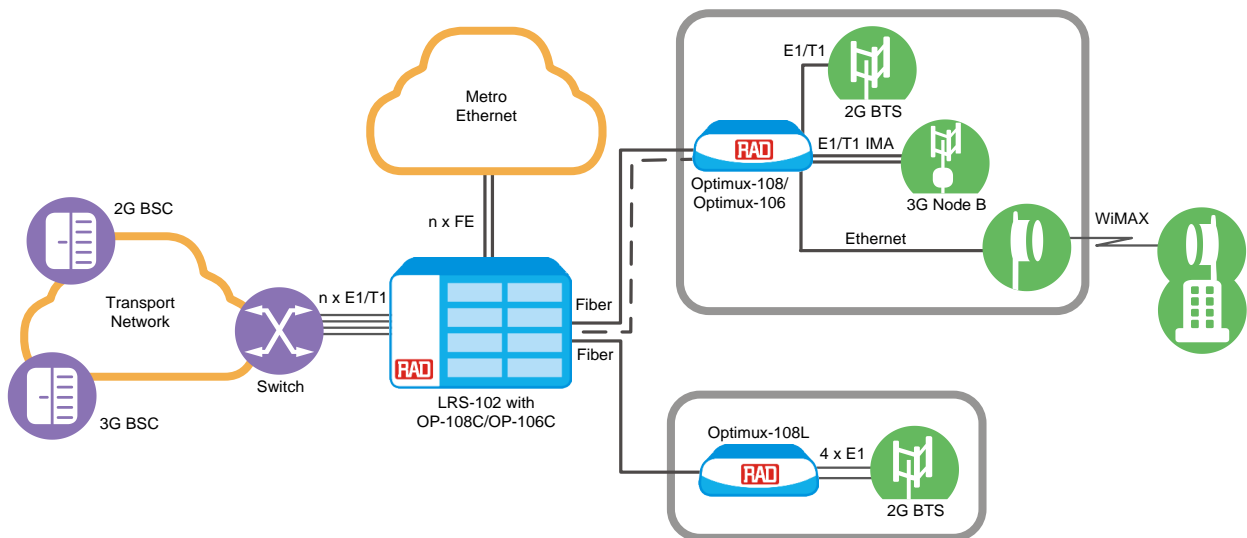 E1/T1
2G BTS
Metro
Ethernet
RAD
E1/T1 IMA
Optimux-108/
Optimux-106
3G Node B
2G BSC
n x FE
Ethernet
WiMAX
Transport
Network
n x E1/T1
Fiber
Fiber
RAD
Switch
LRS-102 with
OP-108C/OP-106C
3G BSC
Optimux-108L
4 x E1
RAD
2G BTS